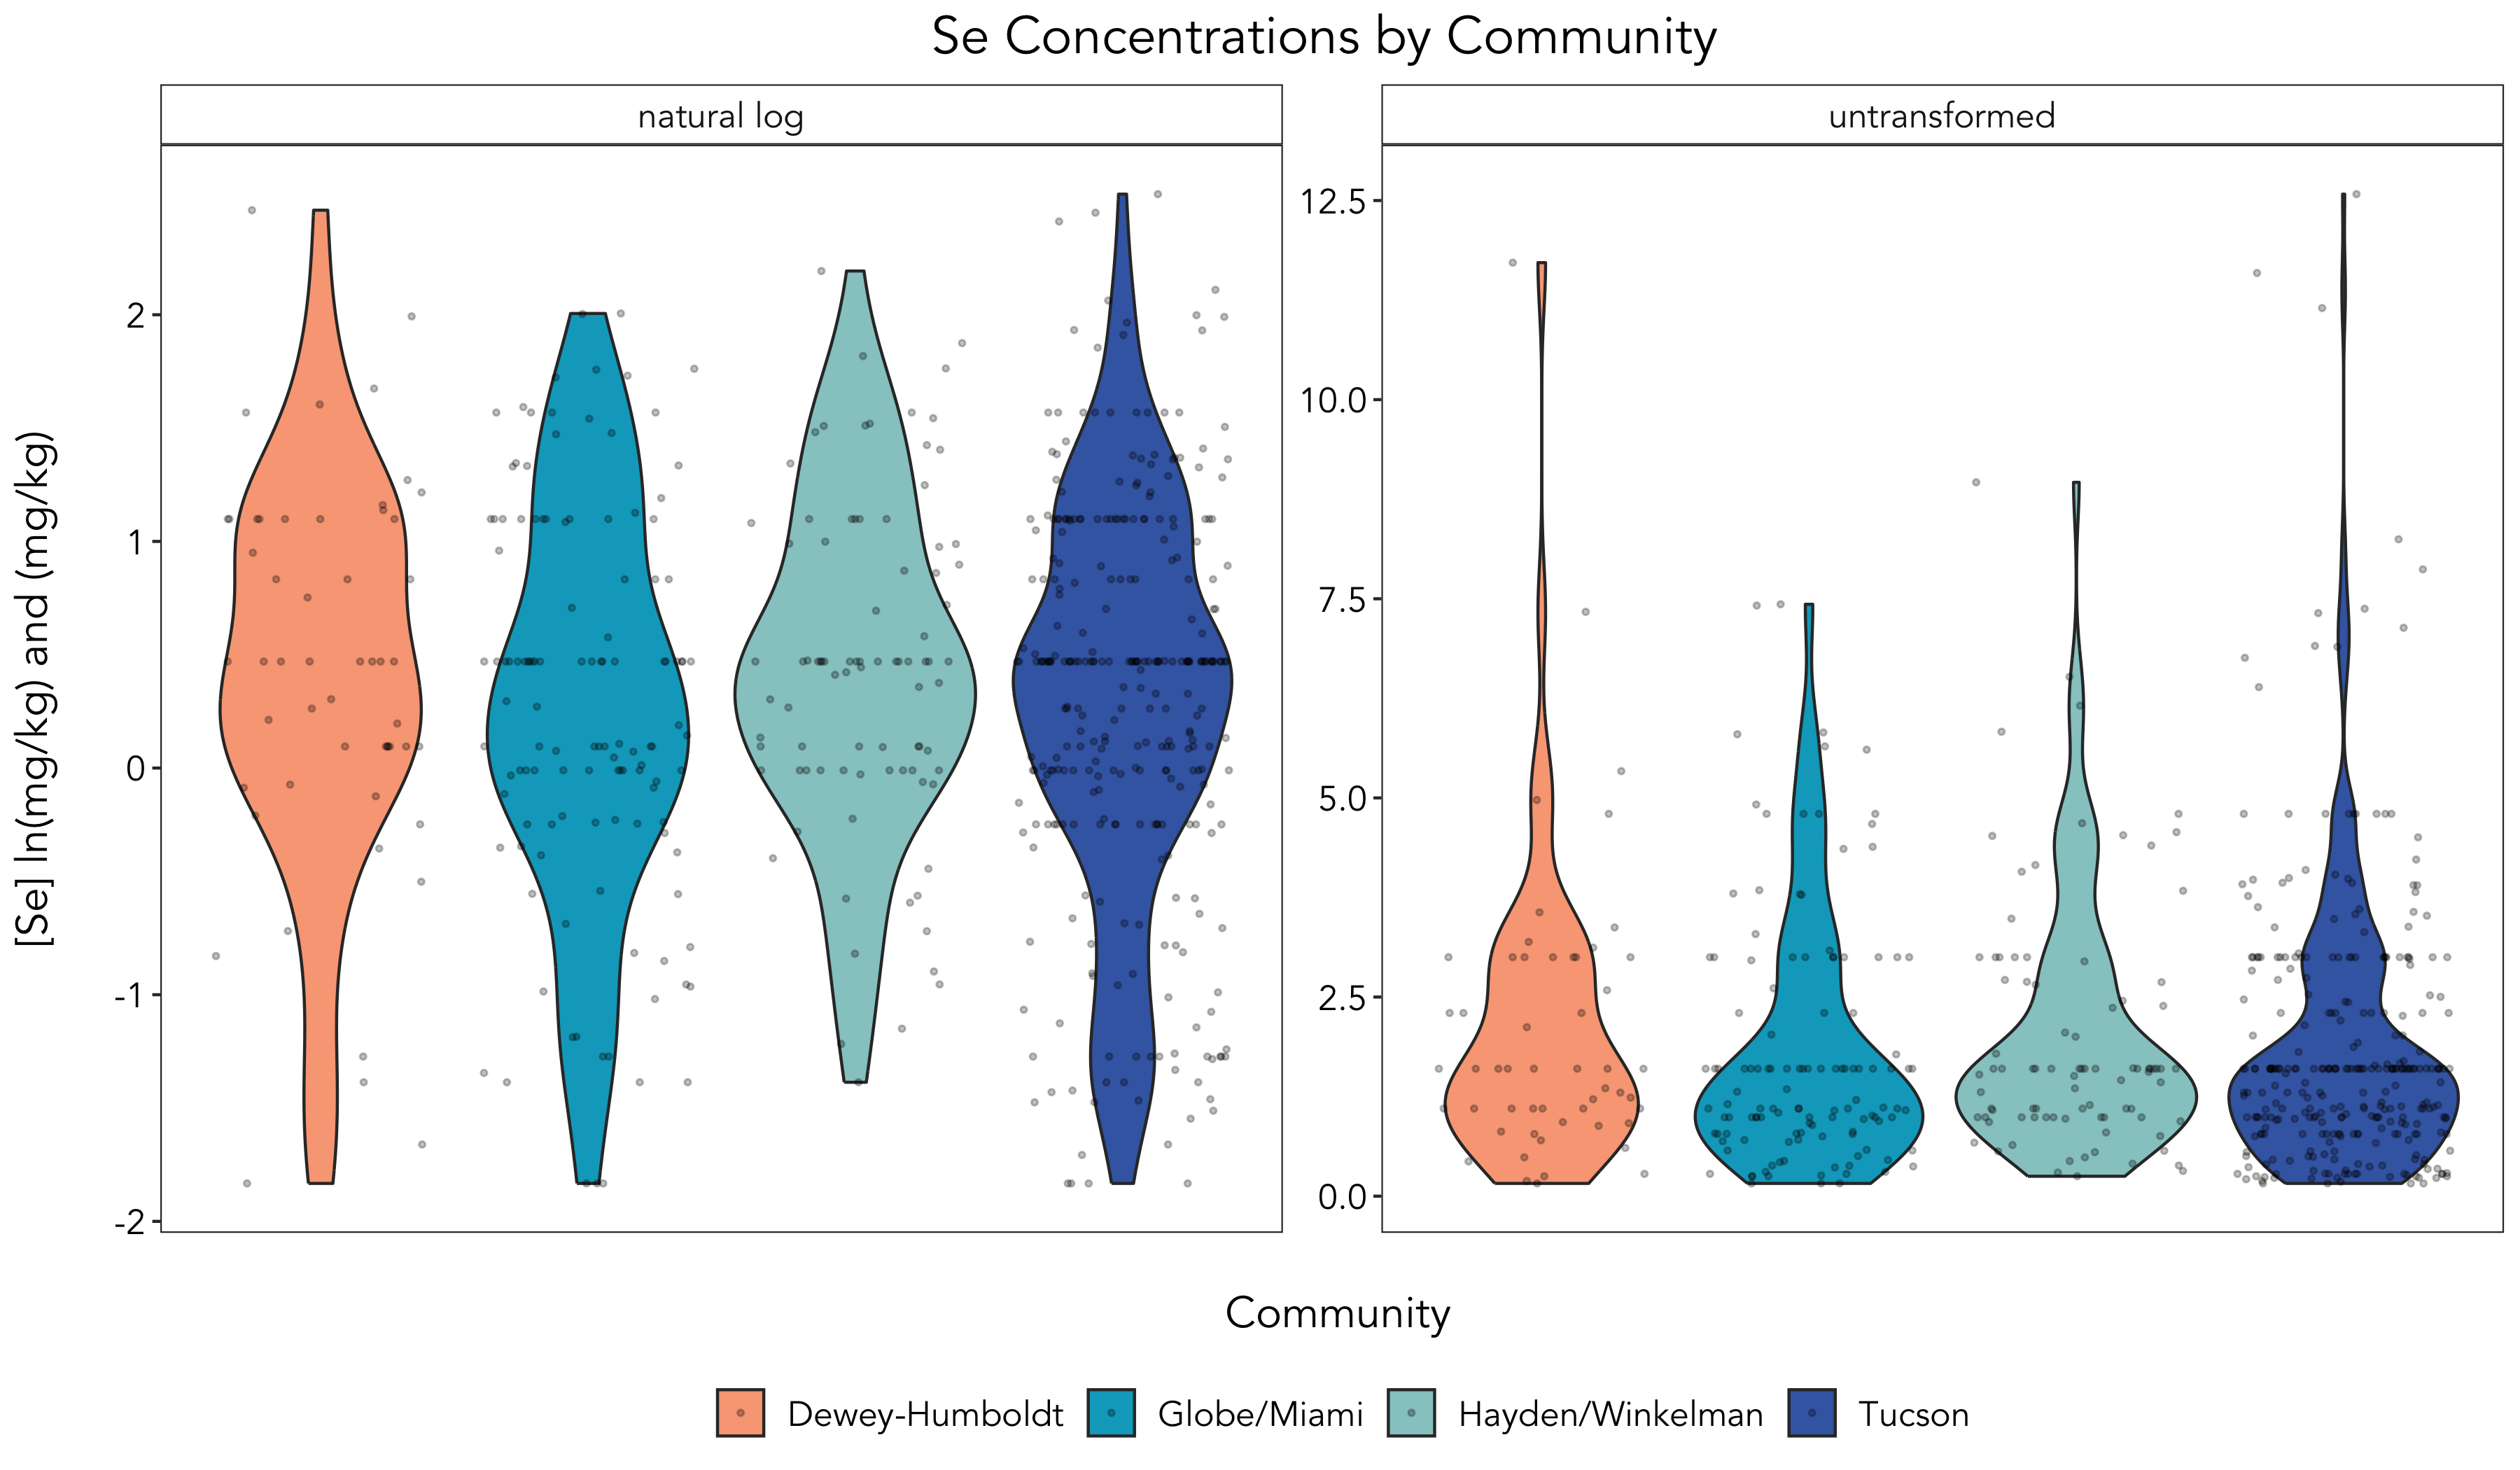 Se Concentrations by Community
natural log
untransformed
[Se] ln(mg/kg) and (mg/kg)
2
1
0
-1
-2
12.5
10.0
7.5
5.0
2.5
0.0
Community
Dewey-Humboldt
Globe/Miami
Hayden/Winkelman
Tucson